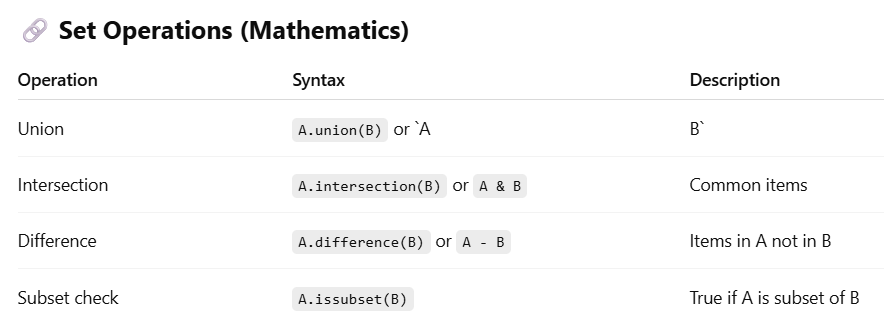 🔗 Set Operations (Mathematics)
Operation Syntax Description
Union A.union(B) or `A B`
Intersection A.intersection(B) or A & B Common items
Difference A.difference(B) or A - B Items in A not in B
Subset check A.issubset(B) True if A is subset of B